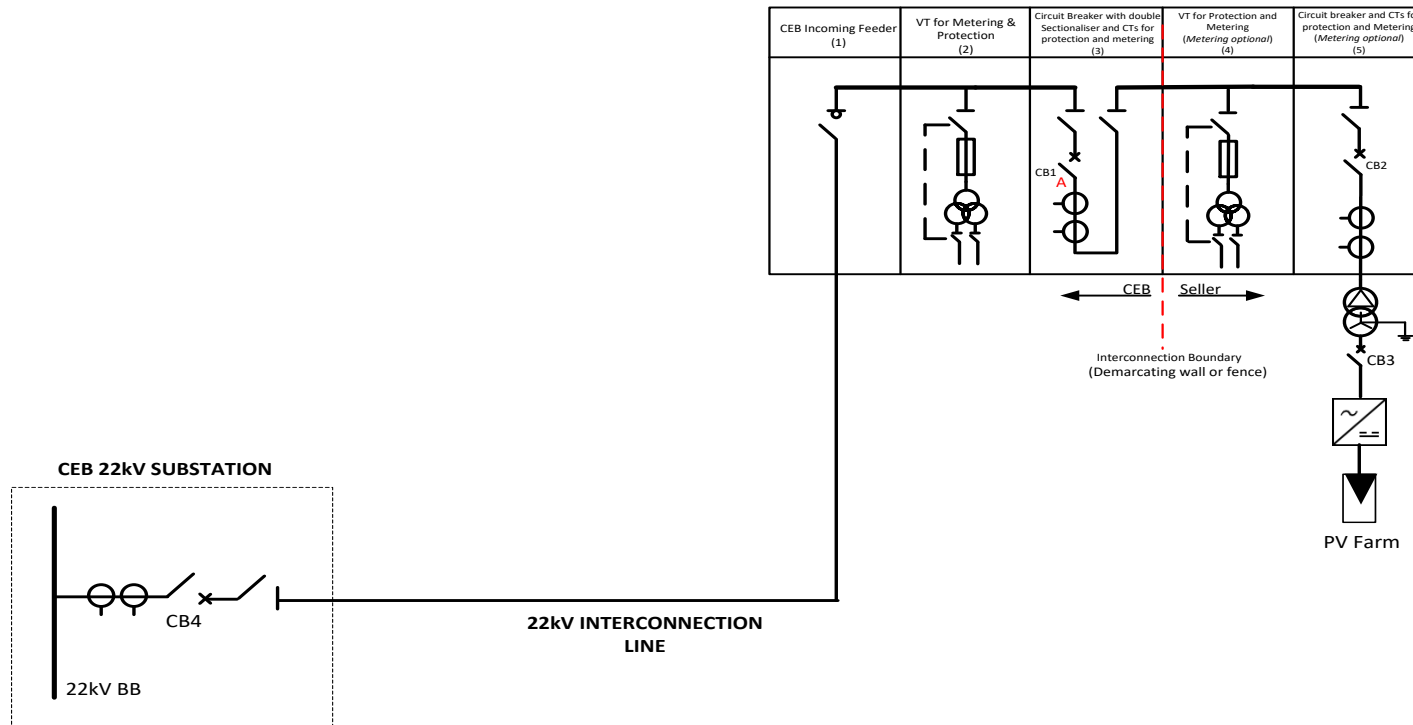 CEB Incoming Feeder
(1)
VT for Metering &
Protection
(2)
Circuit Breaker with double
Sectionaliser and CTs for
protection and metering
(3)
VT for Protection and
Metering
(Metering optional)
(4)
Circuit breaker and CTs fo
protection and Metering
(Metering optional)
(5)
CB1
A
CB2
CEB
Seller
Interconnection Boundary
(Demarcating wall or fence)
CB3
PV Farm
CEB 22kV SUBSTATION
CB4
22kV BB
22kV INTERCONNECTION
LINE